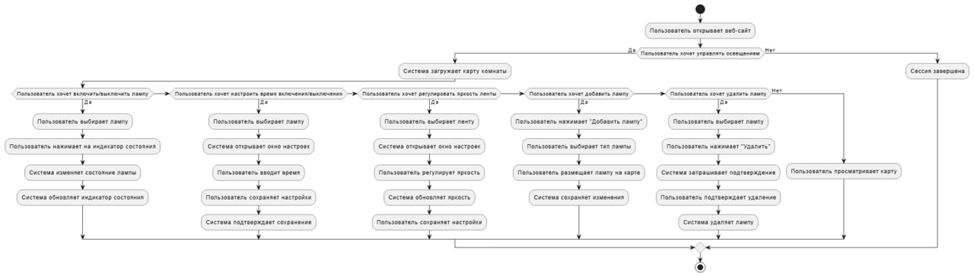 Пользователь открывает веб-сайт
Да
Пользователь хочет управлять освещением
Нет
Система загружает карту комнаты
Сессия завершена
Пользователь хочет включить/выключить лампу
Пользователь хочет настроить время включения/выключения
Пользователь хочет регулировать яркость ленты
Пользователь хочет добавить лампу
Пользователь хочет удалить лампу
Нет
Да
Да
Да
Да
Да
Пользователь выбирает лампу
Пользователь выбирает лампу
Пользователь выбирает ленту
Пользователь нажимает "Добавить лампу"
Пользователь выбирает лампу
Пользователь нажимает на индикатор состояния
Система открывает окно настроек
Система открывает окно настроек
Пользователь выбирает тип лампы
Пользователь нажимает "Удалить"
Система изменяет состояние лампы
Пользователь вводит время
Пользователь регулирует яркость
Пользователь размещает лампу на карте
Система запрашивает подтверждение
Пользователь просматривает карту
Система обновляет индикатор состояния
Пользователь сохраняет настройки
Система обновляет яркость
Система сохраняет изменения
Пользователь подтверждает удаление
Система подтверждает сохранение
Пользователь сохраняет настройки
Система удаляет лампу